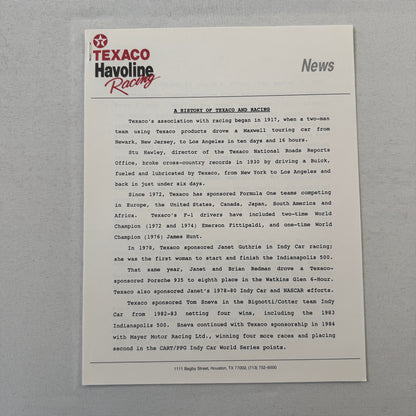 TEXACO
Havoline
Racing
News
A HISTORY OF TEXACO AND RACING
Texaco's association with racing began in 1917, when a two-man
team using Texaco products drove a Maxwell touring car from
Newark, New Jersey, to Los Angeles in ten days and 16 hours.
Stu Hawley, director of the Texaco National Roads Reports
Office, broke cross-country records in 1930 by driving a Buick,
fueled and lubricated by Texaco, from New York to Los Angeles and
back in just under six days.
Since 1972, Texaco has sponsored Formula One teams competing
in Europe, the United States, Canada, Japan, South America and
Africa. Texaco's F-1 drivers have included two-time World
Champion (1972 and 1974) Emerson Fittipaldi, and one-time World
Champion (1976) James Hunt.
In 1978, Texaco sponsored Janet Guthrie in Indy Car racing;
she was the first woman to start and finish the Indianapolis 500.
That same year, Janet and Brian Redman drove a Texaco-
sponsored Porsche 935 to eighth place in the Watkins Glen 6-Hour.
Texaco also sponsored Janet's 1978-80 Indy Car and NASCAR efforts.
Texaco sponsored Tom Sneva in the Bignotti/Cotter team Indy
Car from 1982-83 netting four wins, including the 1983
Indianapolis 500. Sneva continued with Texaco sponsorship in 1984
with Mayer Motor Racing Ltd., winning four more races and placing
second in the CART/PPG Indy Car World Series points.
1111 Bagby Street, Houston, TX 77002, (713) 752-6000